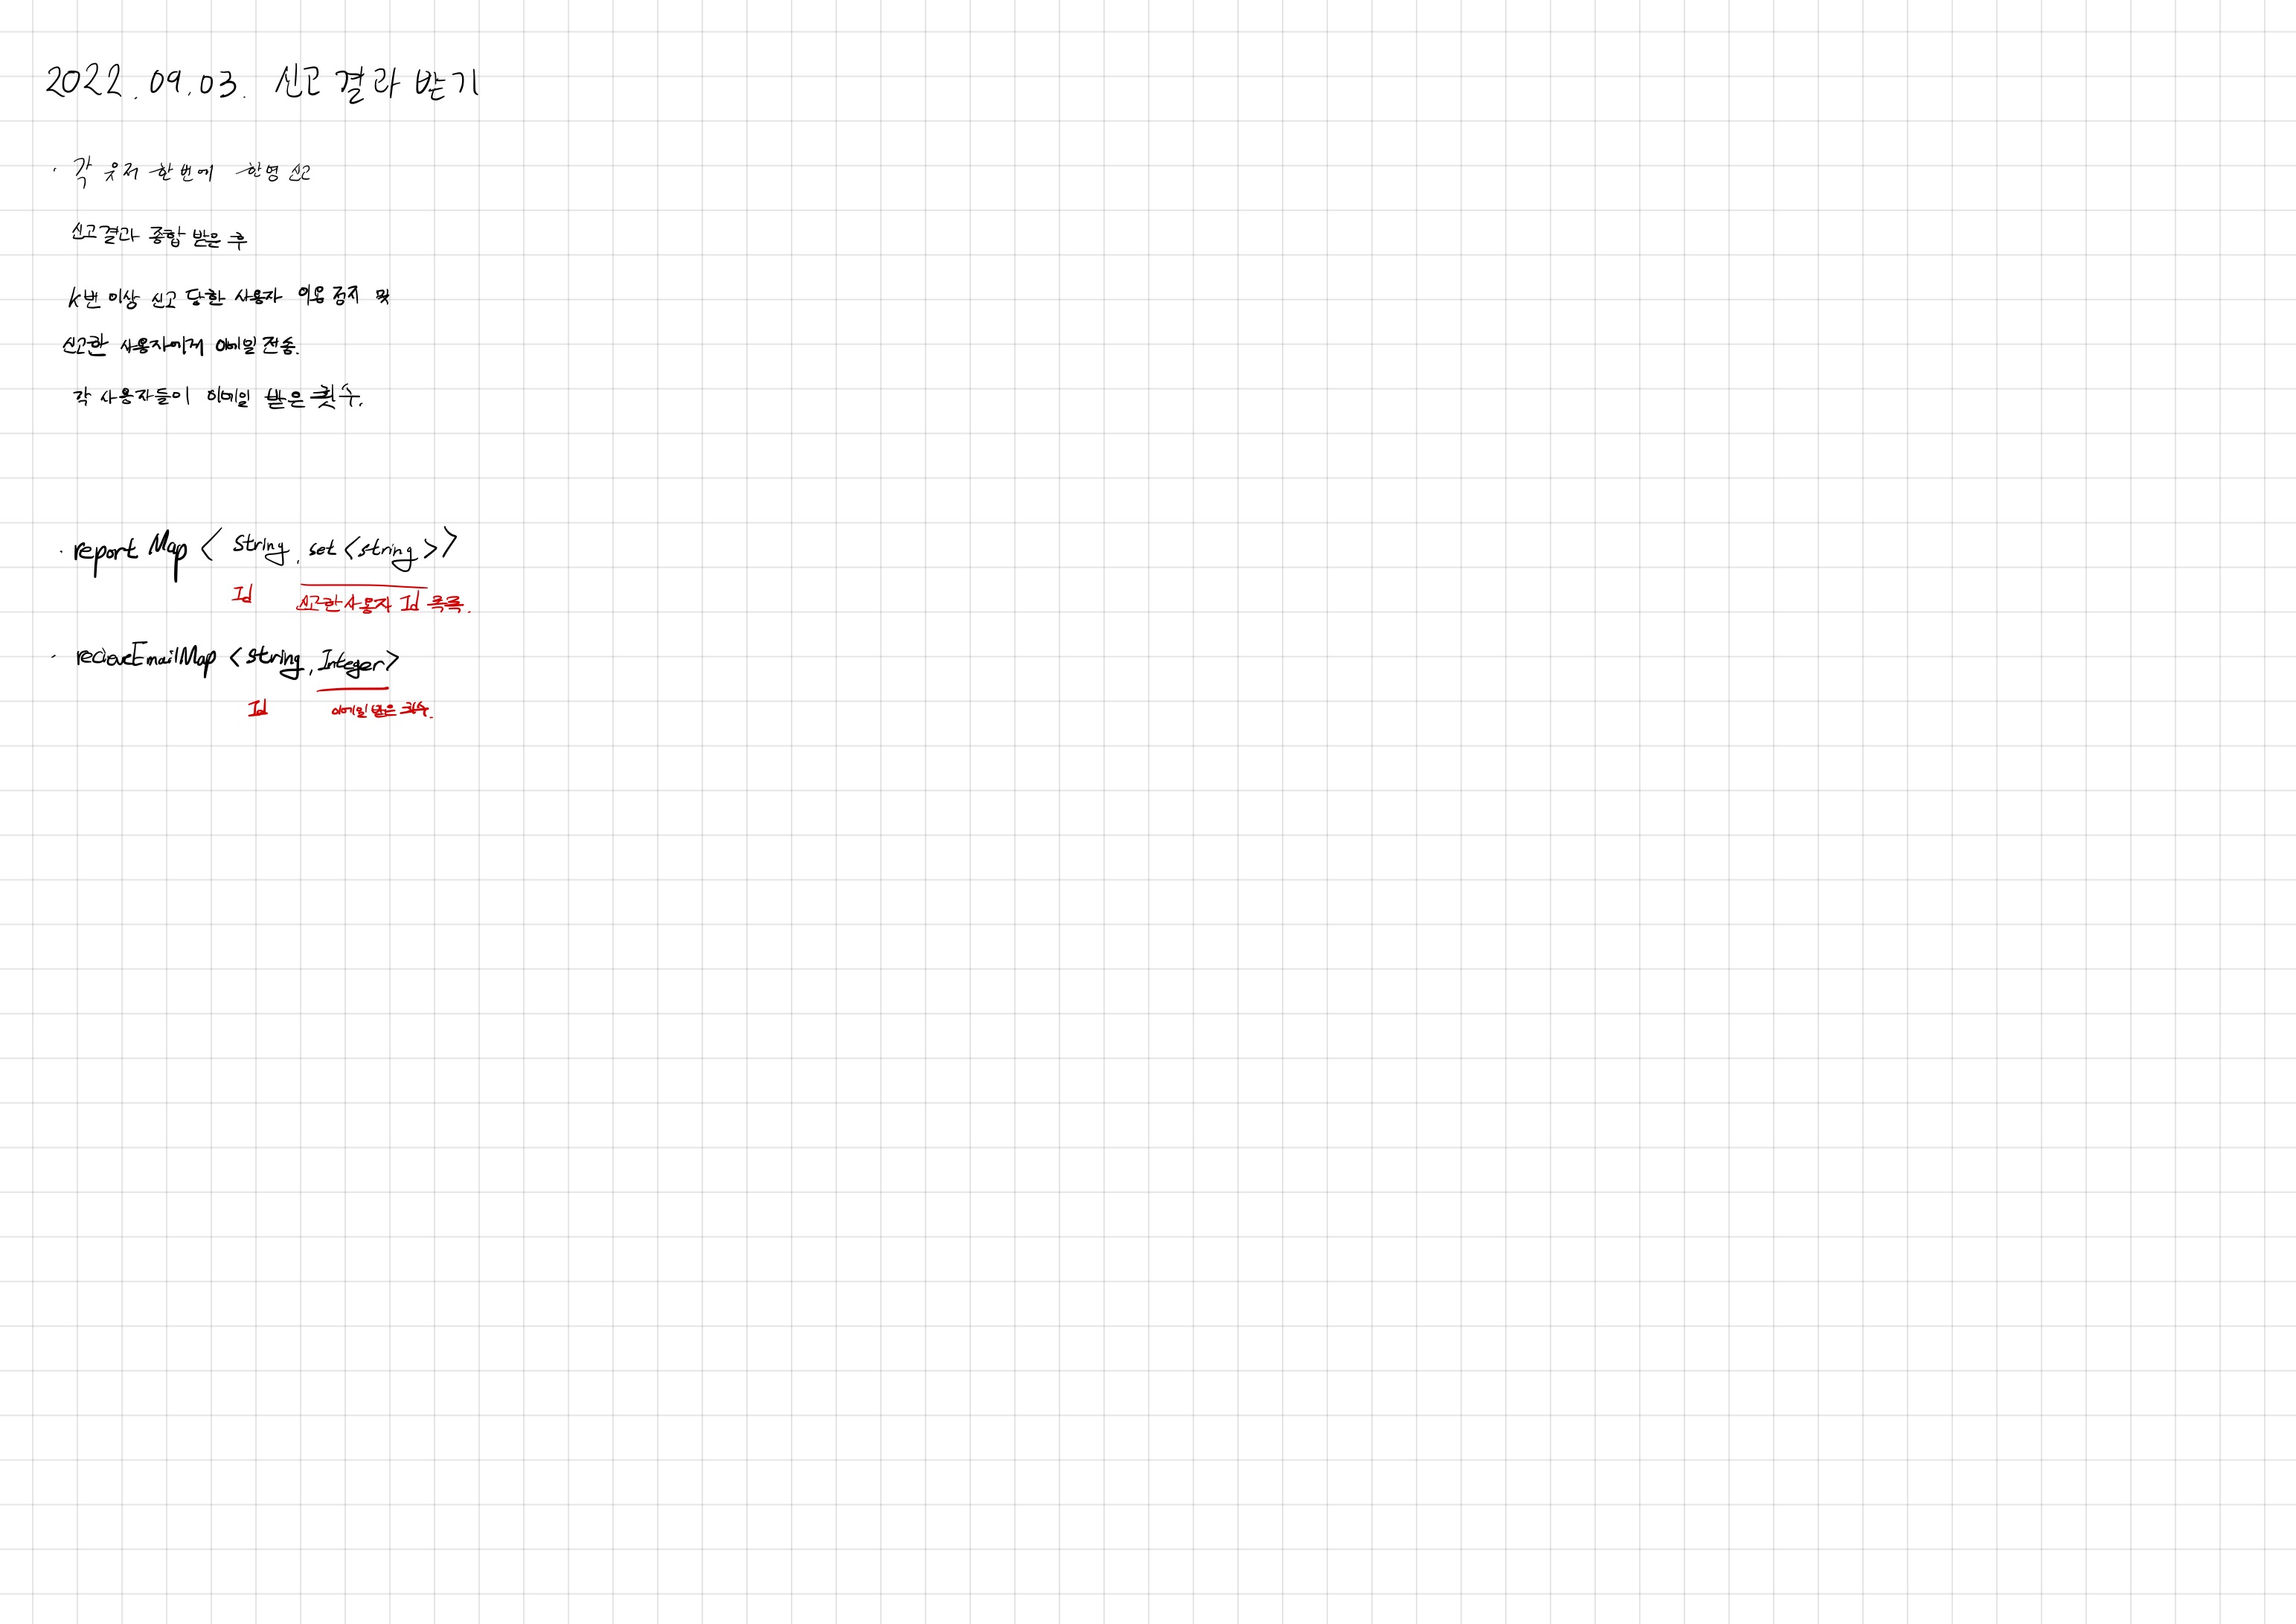 2022.09.03. 신고 결과 받기
· 각 유저 한 번에 한명 신고
신고결과 종합 받은 후
k번 이상 신고 당한 사용자 이용 정지 및
신고한 사용자에게 이메일 전송.
각 사용자들이 이메일 받은 횟수.
· report Map < String, set <string>>
Id 신고한 사용자 Id 목록.
· recieveEmailMap <string, Integer>
Id 이메일 받은 횟수.